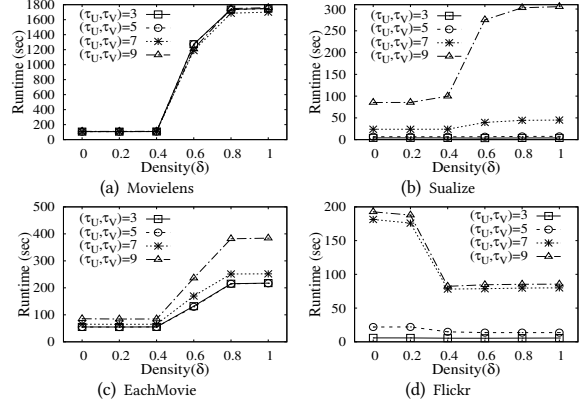 1800
1600
1400
1200
1000
800
600
400
200
0
Runtime (sec)
(τU,τV)=3
(τU,τV)=5
(τU,τV)=7
(τU,τV)=9
0 0.2 0.4 0.6 0.8 1
Density(δ)
(a) Movielens
300
250
200
150
100
50
0
Runtime (sec)
(τU,τV)=3
(τU,τV)=5
(τU,τV)=7
(τU,τV)=9
0 0.2 0.4 0.6 0.8 1
Density(δ)
(b) Sualize
500
400
300
200
100
0
Runtime (sec)
(τU,τV)=3
(τU,τV)=5
(τU,τV)=7
(τU,τV)=9
0 0.2 0.4 0.6 0.8 1
Density(δ)
(c) EachMovie
200
150
100
50
0
Runtime (sec)
(τU,τV)=3
(τU,τV)=5
(τU,τV)=7
(τU,τV)=9
0 0.2 0.4 0.6 0.8 1
Density(δ)
(d) Flickr